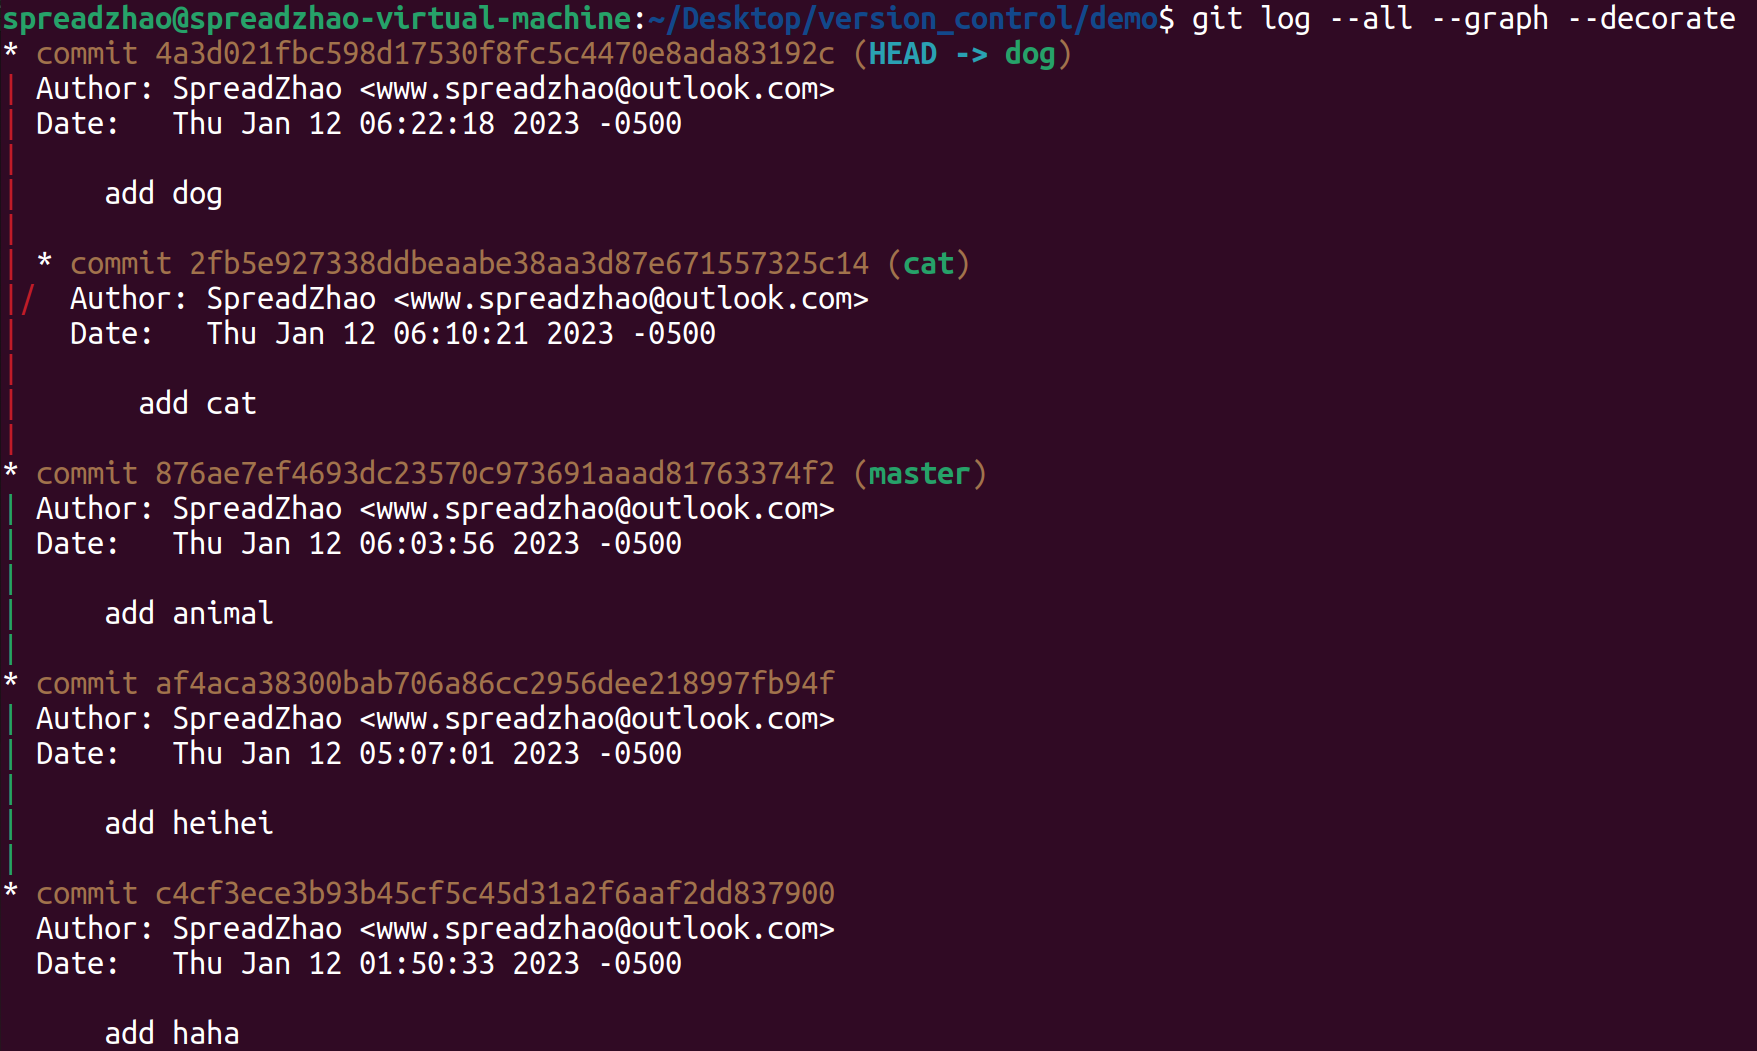 spreadzhao@spreadzhao-virtual-machine:~/Desktop/version_control/demo$ git log --all --graph --decorate
* commit 4a3d021fbc598d17530f8fc5c4470e8ada83192c (HEAD -> dog)
| Author: SpreadZhao <www.spreadzhao@outlook.com>
| Date:   Thu Jan 12 06:22:18 2023 -0500
|
|     add dog
|
| * commit 2fb5e927338ddbeaabe38aa3d87e671557325c14 (cat)
|/  Author: SpreadZhao <www.spreadzhao@outlook.com>
|   Date:   Thu Jan 12 06:10:21 2023 -0500
|
|       add cat
|
* commit 876ae7ef4693dc23570c973691aaad81763374f2 (master)
| Author: SpreadZhao <www.spreadzhao@outlook.com>
| Date:   Thu Jan 12 06:03:56 2023 -0500
|
|     add animal
|
* commit af4aca38300bab706a86cc2956dee218997fb94f
| Author: SpreadZhao <www.spreadzhao@outlook.com>
| Date:   Thu Jan 12 05:07:01 2023 -0500
|
|     add heihei
|
* commit c4cf3ece3b93b45cf5c45d31a2f6aaf2dd837900
  Author: SpreadZhao <www.spreadzhao@outlook.com>
  Date:   Thu Jan 12 01:50:33 2023 -0500

      add haha